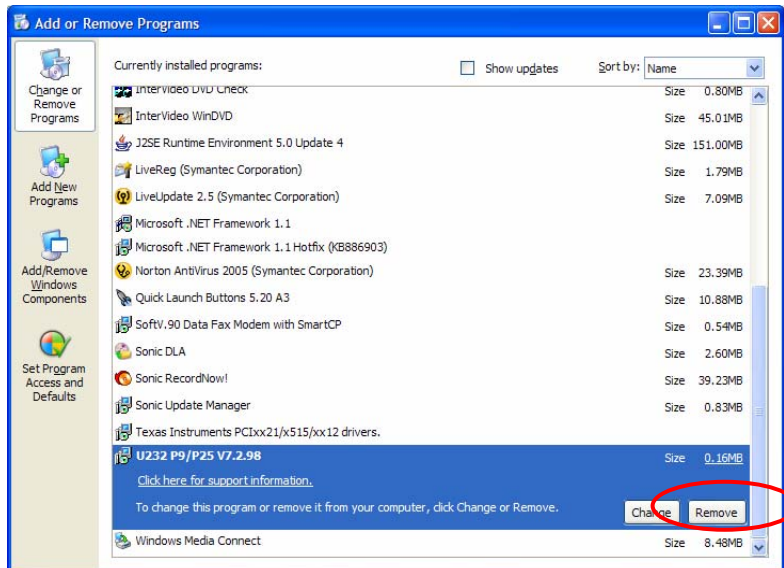 Add or Remove Programs
Change or
Remove
Programs
Add New
Programs
Add/Remove
Windows
Components
Set Program
Access and
Defaults
Currently installed programs:
Show updates
Sort by: Name
InterVideo DVD Check Size 0.80MB
InterVideo WinDVD Size 45.01MB
J2SE Runtime Environment 5.0 Update 4 Size 151.00MB
LiveReg (Symantec Corporation) Size 1.79MB
LiveUpdate 2.5 (Symantec Corporation) Size 7.09MB
Microsoft .NET Framework 1.1
Microsoft .NET Framework 1.1 Hotfix (KB886903)
Norton AntiVirus 2005 (Symantec Corporation) Size 23.39MB
Quick Launch Buttons 5.20 A3 Size 10.88MB
SoftV.90 Data Fax Modem with SmartCP Size 0.54MB
Sonic DLA Size 2.60MB
Sonic RecordNow! Size 39.23MB
Sonic Update Manager Size 0.83MB
Texas Instruments PCIxx21/x515/xx12 drivers.
U232 P9/P25 V7.2.98 Size 0.16MB
Click here for support information.
To change this program or remove it from your computer, click Change or Remove. Change Remove
Windows Media Connect Size 8.48MB